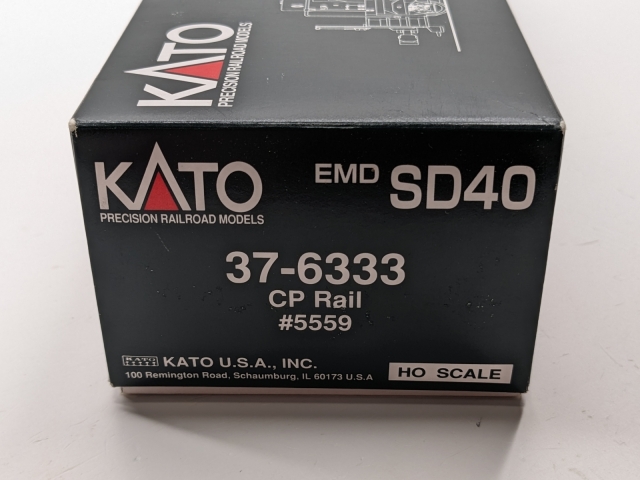 KATO
PRECISION RAILROAD MODELS
KATO
PRECISION RAILROAD MODELS
EMD SD40
37-6333
CP Rail
#5559
KATO KATO U.S.A., INC.
100 Remington Road, Schaumburg, IL 60173 U.S.A
HO SCALE